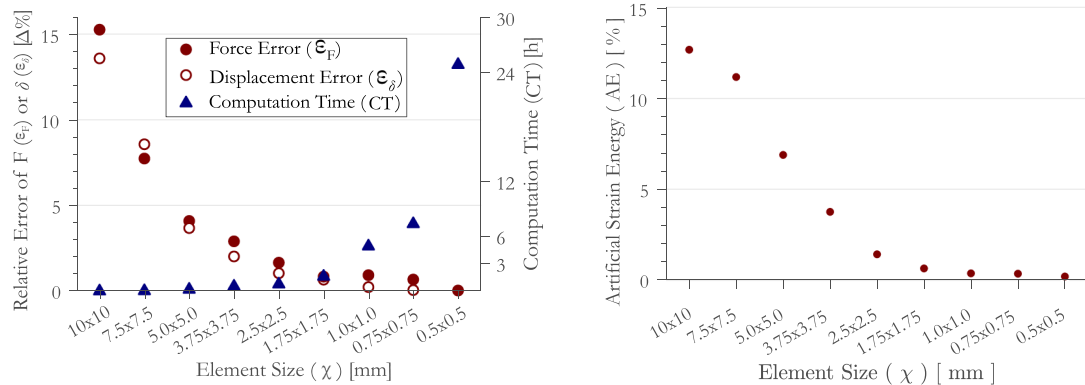 Relative Error of F (ε_F) or δ (ε_δ) [Δ%]
15
10
5
0
Force Error (ε_F)
Displacement Error (ε_δ)
Computation Time (CT)
30
24
12
6
3
Computation Time (CT) [h]
10x10
7.5x7.5
5.0x5.0
3.75x3.75
2.5x2.5
1.75x1.75
1.0x1.0
0.75x0.75
0.5x0.5
Element Size (χ) [mm]
Artificial Strain Energy ( AE ) [ % ]
15
10
5
0
10x10
7.5x7.5
5.0x5.0
3.75x3.75
2.5x2.5
1.75x1.75
1.0x1.0
0.75x0.75
0.5x0.5
Element Size ( χ ) [ mm ]